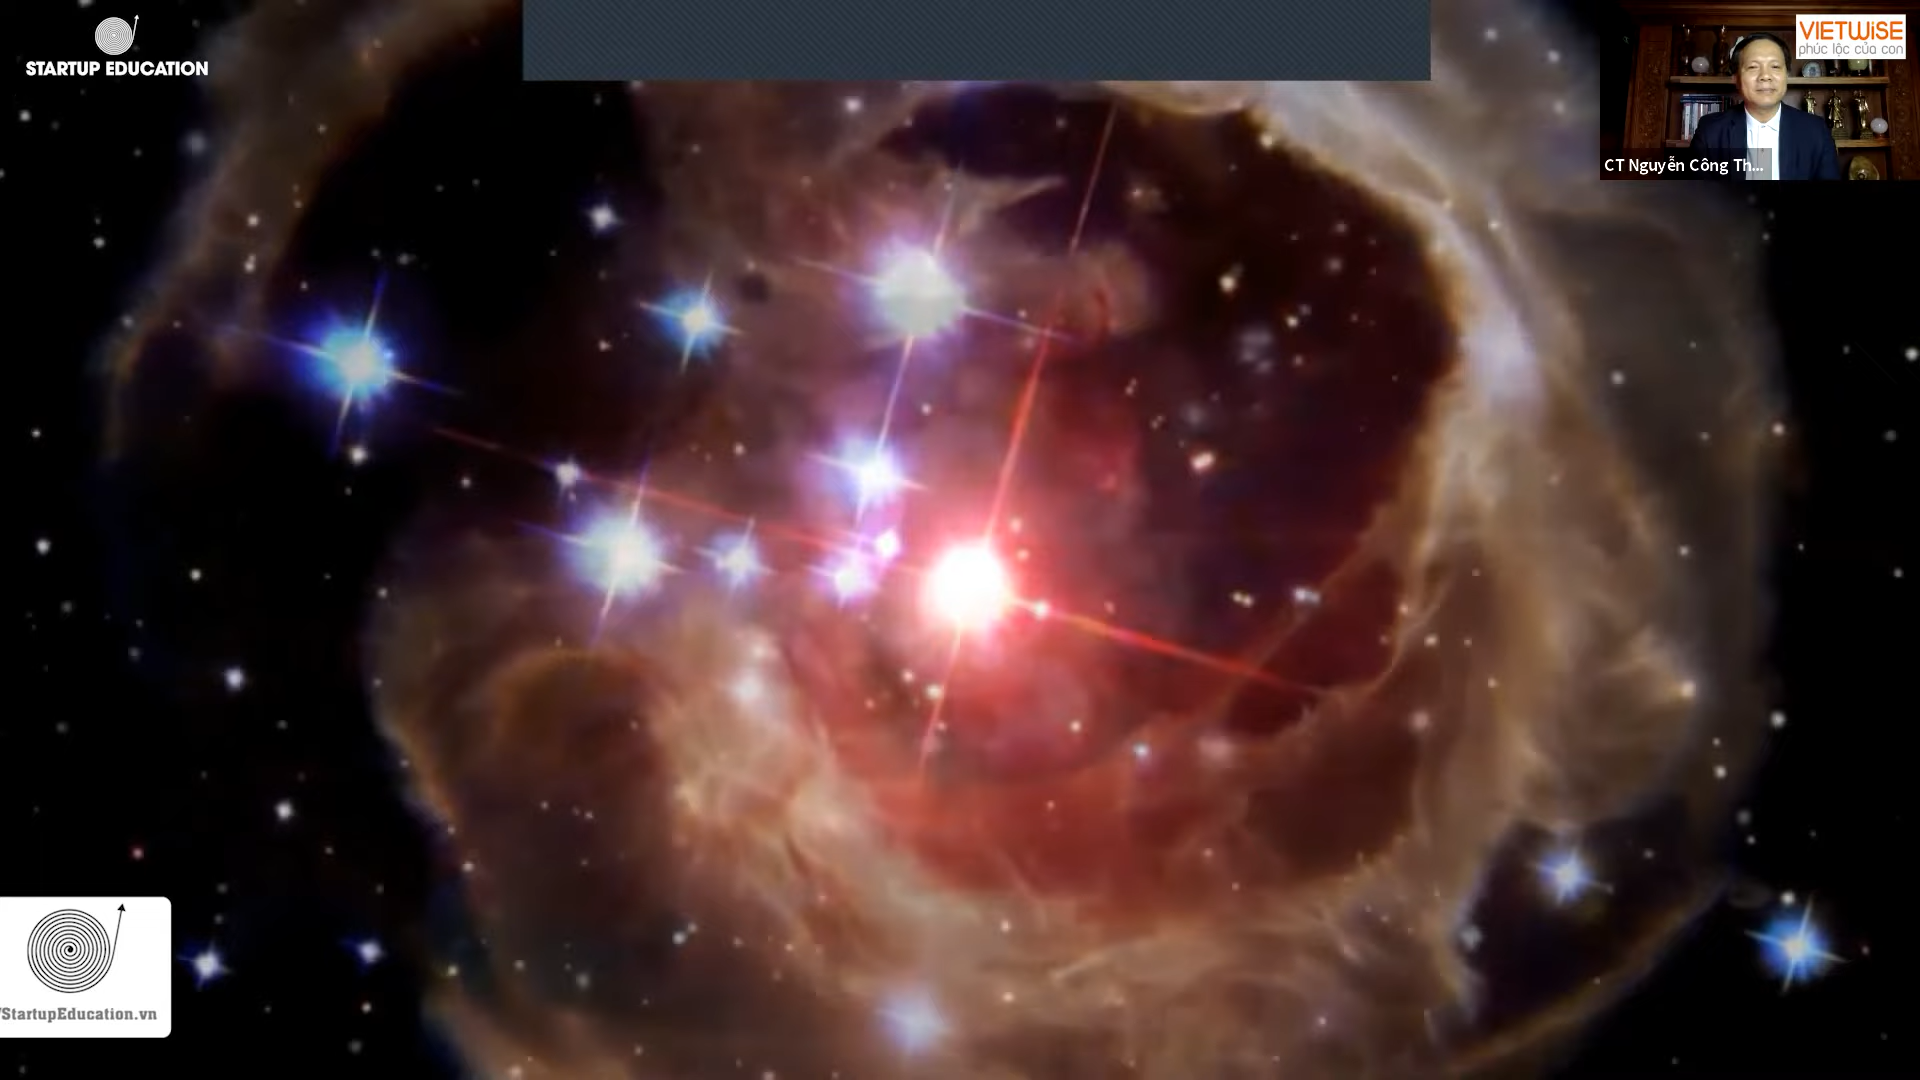 STARTUP EDUCATION
VIETWISE
phúc lộc của con
CT Nguyễn Công Th...
/StartupEducation.vn